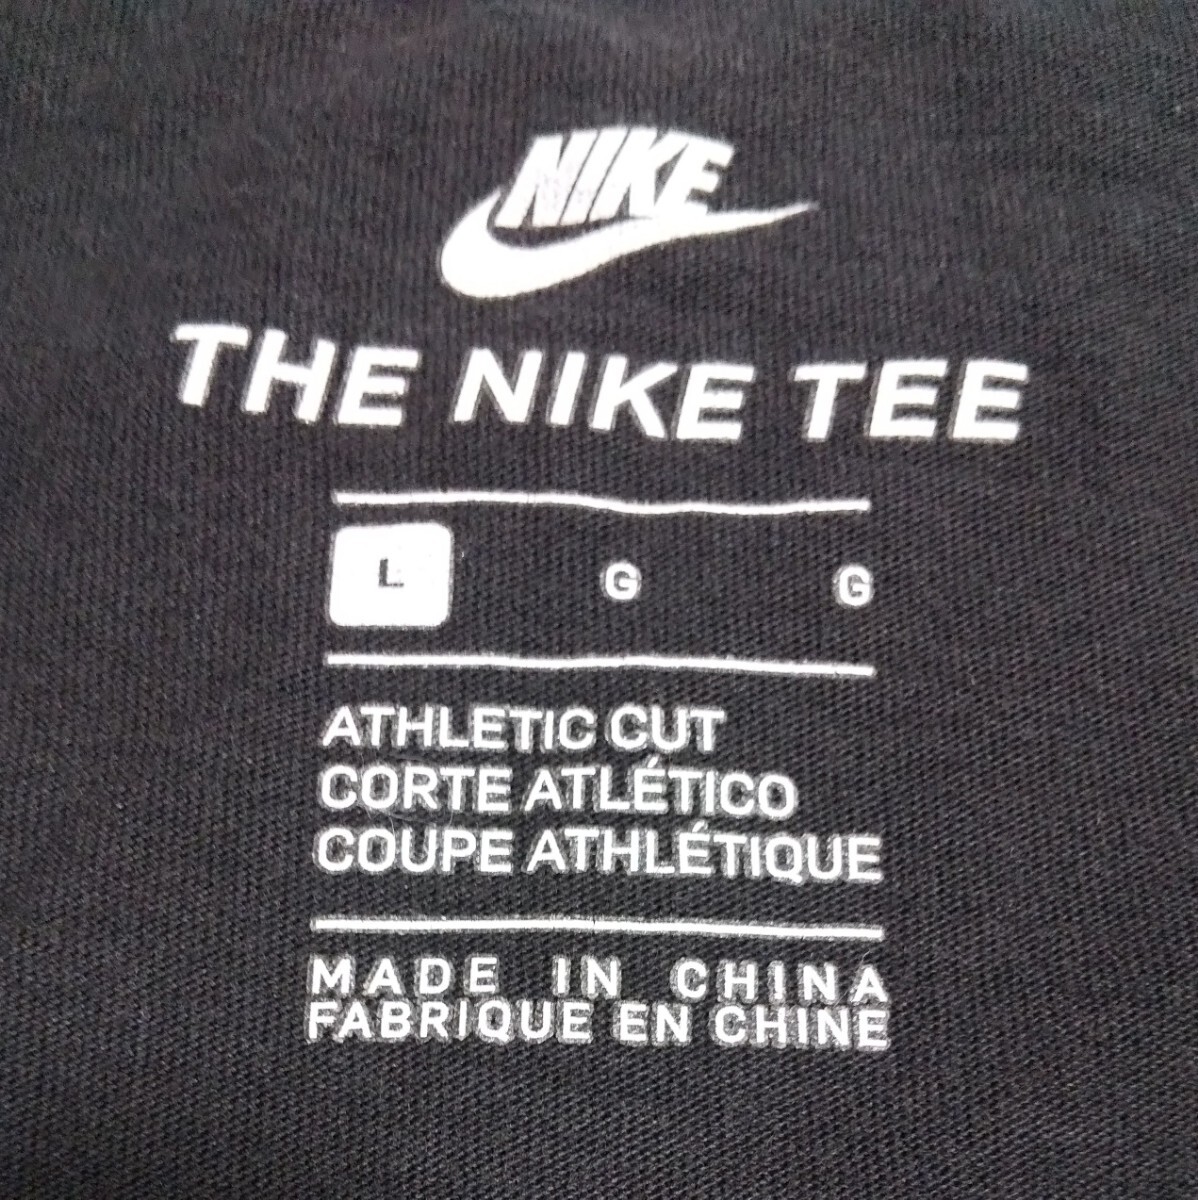 NIKE
THE NIKE TEE
L G G
ATHLETIC CUT
CORTE ATLÉTICO
COUPE ATHLÉTIQUE
MADE IN CHINA
FABRIQUE EN CHINE